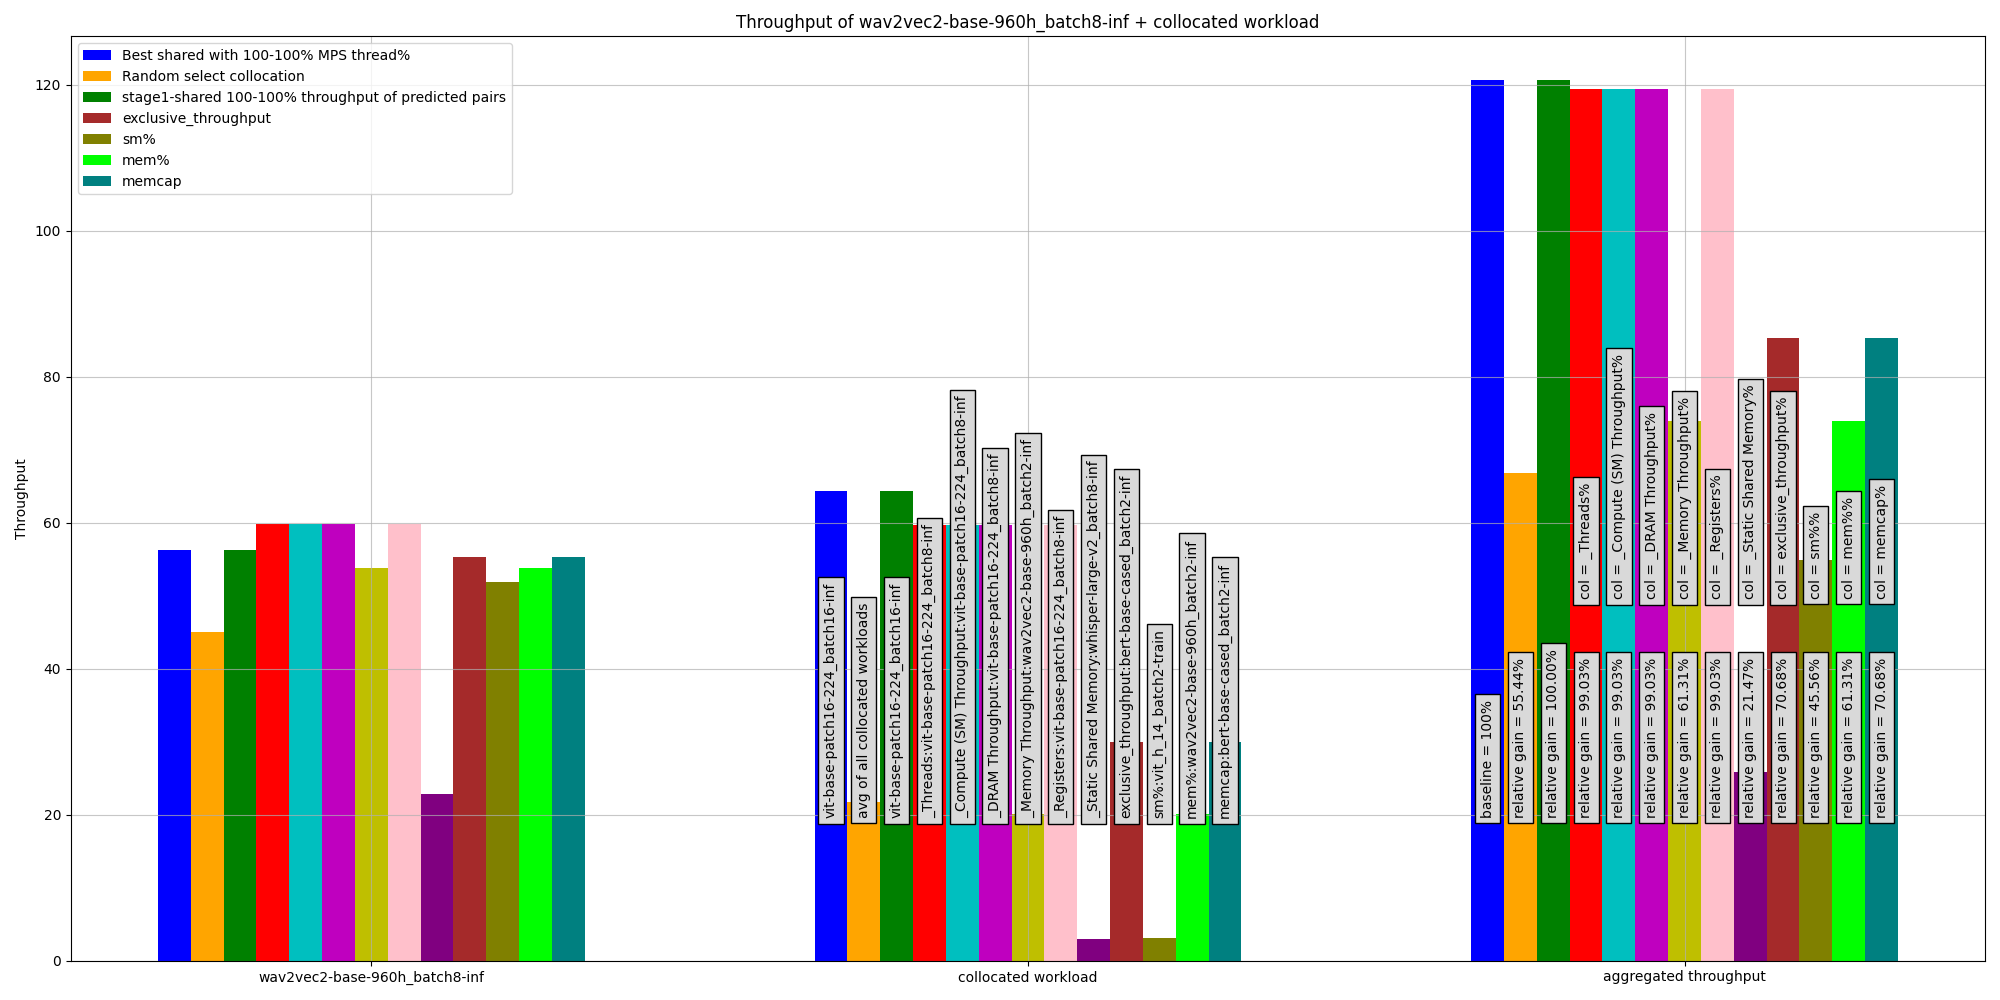 Throughput of wav2vec2-base-960h_batch8-inf + collocated workload
Best shared with 100-100% MPS thread%
Random select collocation
stage1-shared 100-100% throughput of predicted pairs
exclusive_throughput
sm%
mem%
memcap
Throughput
120
100
80
60
40
20
0
vit-base-patch16-224_batch16-inf
avg of all collocated workloads
vit-base-patch16-224_batch16-inf
_Threads:vit-base-patch16-224_batch8-inf
_Compute (SM) Throughput:vit-base-patch16-224_batch8-inf
_DRAM Throughput:vit-base-patch16-224_batch8-inf
_Memory Throughput:wav2vec2-base-960h_batch2-inf
_Registers:vit-base-patch16-224_batch8-inf
_Static Shared Memory:whisper-large-v2_batch8-inf
exclusive_throughput:bert-base-cased_batch2-inf
sm%:vit_h_14_batch2-train
mem%:wav2vec2-base-960h_batch2-inf
memcap:bert-base-cased_batch2-inf
col = _Threads%
col = _Compute (SM) Throughput%
col = _DRAM Throughput%
col = _Memory Throughput%
col = _Registers%
col = _Static Shared Memory%
col = exclusive_throughput%
col = sm%%
col = mem%%
col = memcap%
baseline = 100%
relative gain = 55.44%
relative gain = 100.00%
relative gain = 99.03%
relative gain = 99.03%
relative gain = 99.03%
relative gain = 61.31%
relative gain = 99.03%
relative gain = 21.47%
relative gain = 70.68%
relative gain = 45.56%
relative gain = 61.31%
relative gain = 70.68%
wav2vec2-base-960h_batch8-inf
collocated workload
aggregated throughput